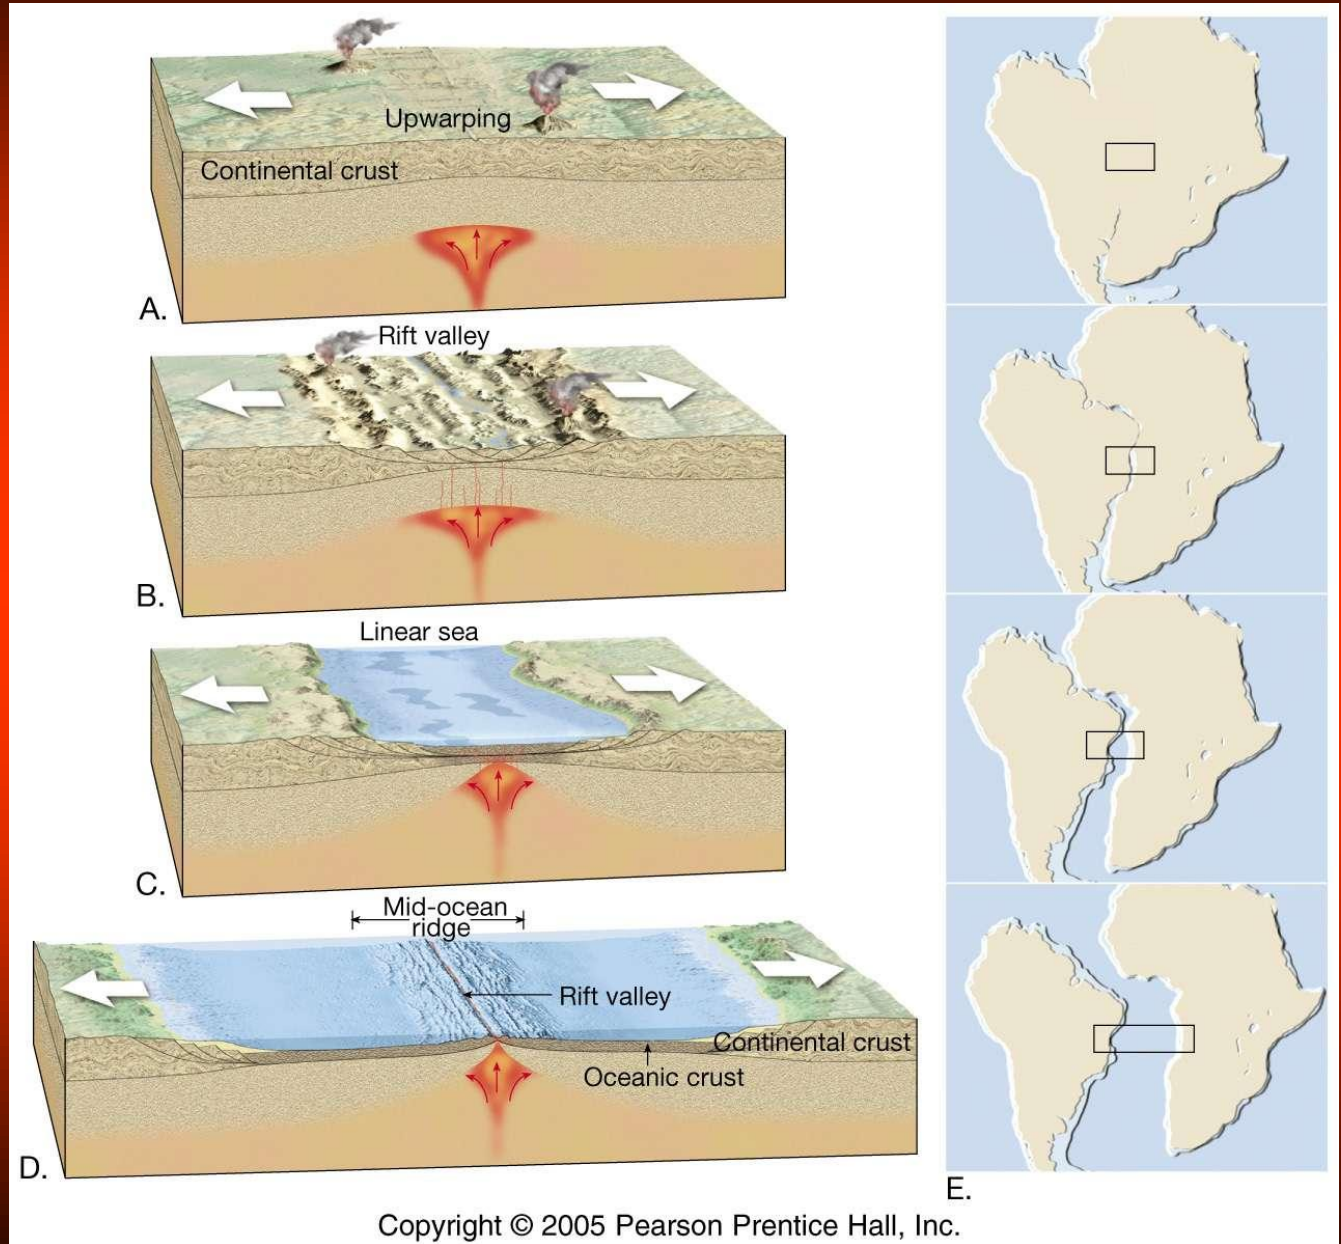 Upwarping
Continental crust
A.
Rift valley
B.
Linear sea
C.
Mid-ocean
ridge
Rift valley
Continental crust
Oceanic crust
D.
E.
Copyright © 2005 Pearson Prentice Hall, Inc.